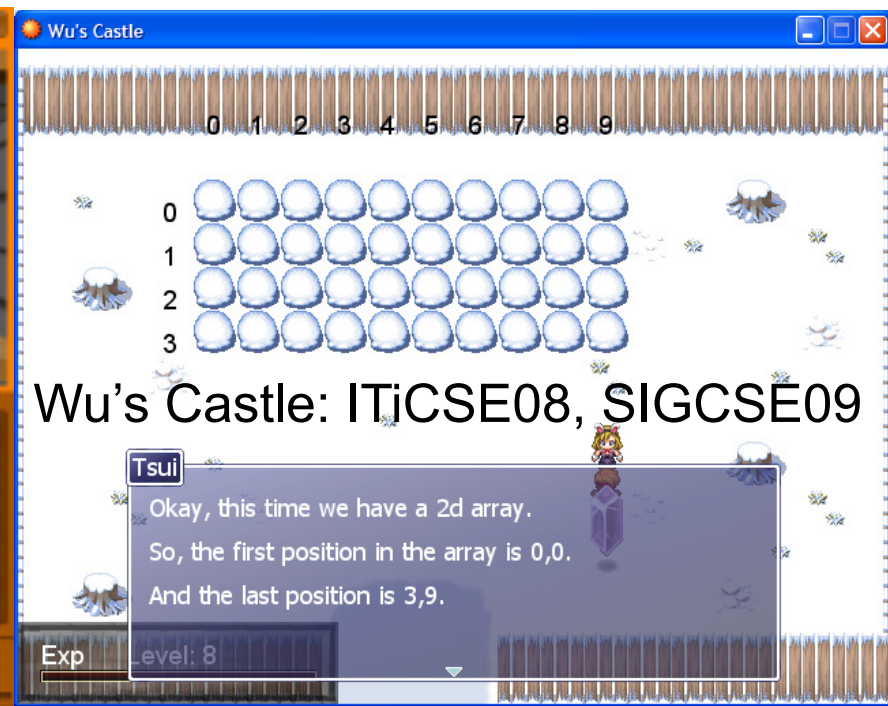 Wu's Castle
0 1 2 3 4 5 6 7 8 9
0
1
2
3
Wu’s Castle: ITiCSE08, SIGCSE09
Tsui
Okay, this time we have a 2d array.
So, the first position in the array is 0,0.
And the last position is 3,9.
Exp Level: 8